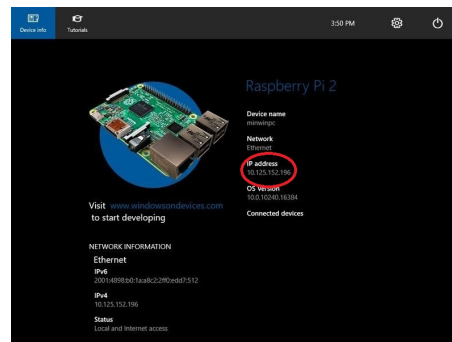 Device info
Tutorials
3:50 PM
Raspberry Pi 2
Device name
minwinpc
Network
Ethernet
IP address
10.125.152.196
OS version
10.0.10240.16384
Connected devices
Visit www.windowsondevices.com
to start developing
NETWORK INFORMATION
Ethernet
IPv6
2001:4898:b0:1a:a8c2:2ff0:edd7:512
IPv4
10.125.152.196
Status
Local and Internet access